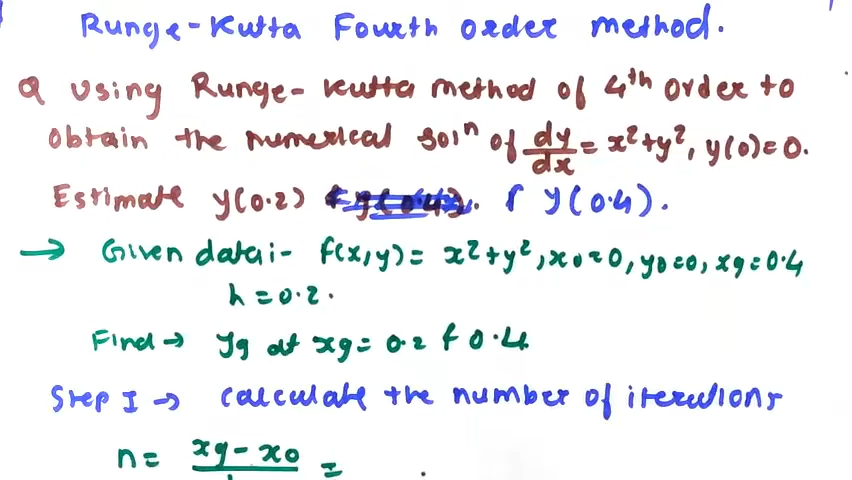 Runge-Kutta Fourth order method.
Q Using Runge-Kutta method of 4th order to
Obtain the numerical solⁿ of dy/dx = x²+y², y(0)=0.
Estimate y(0.2) & y(0.4).
→ Given data:- f(x,y) = x²+y², x0=0, y0=0, xg=0.4
h=0.2.
Find → yg at xg= 0.2 & 0.4
Step I → calculate the number of iterations
n= xg-x0 / =